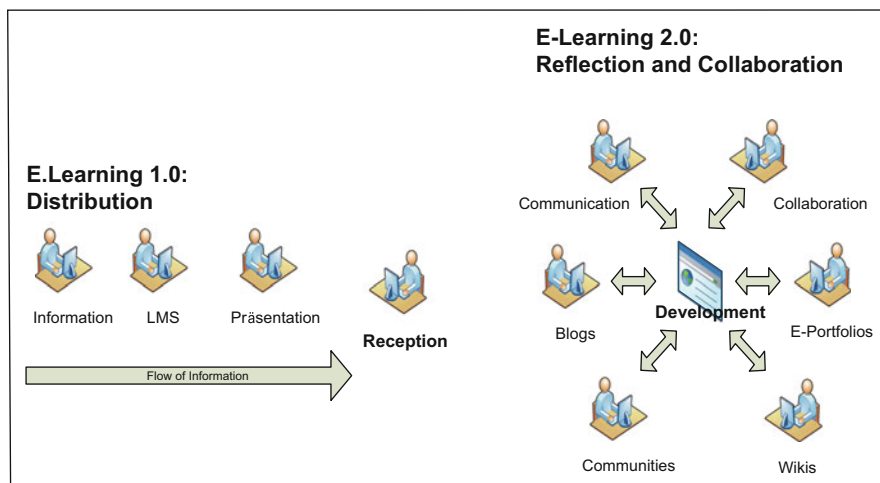 E.Learning 1.0:
Distribution
Information
LMS
Präsentation
Reception
Flow of Information
E-Learning 2.0:
Reflection and Collaboration
Communication
Collaboration
Blogs
Development
E-Portfolios
Communities
Wikis